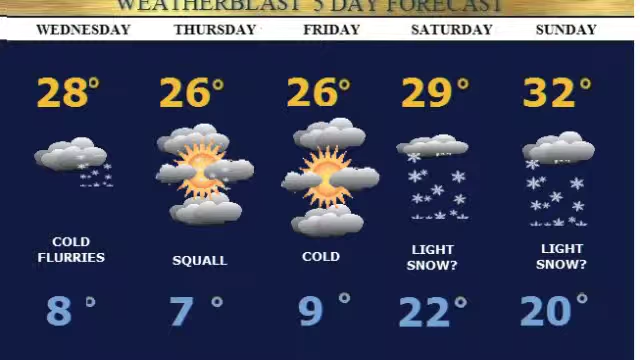 WEATHERBLAST 5 DAY FORECAST
WEDNESDAY THURSDAY FRIDAY SATURDAY SUNDAY
28° 26° 26° 29° 32°
COLD FLURRIES
SQUALL
COLD
LIGHT SNOW?
LIGHT SNOW?
8° 7° 9° 22° 20°